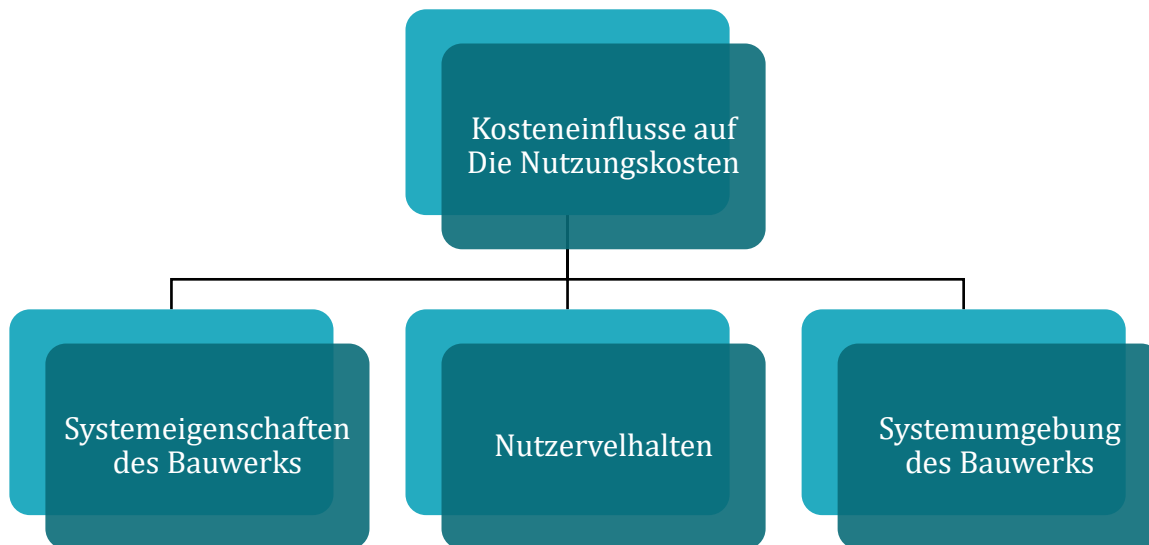 Kosteneinflusse auf
Die Nutzungskosten
Systemeigenschaften
des Bauwerks
Nutzervelhalten
Systemumgebung
des Bauwerks